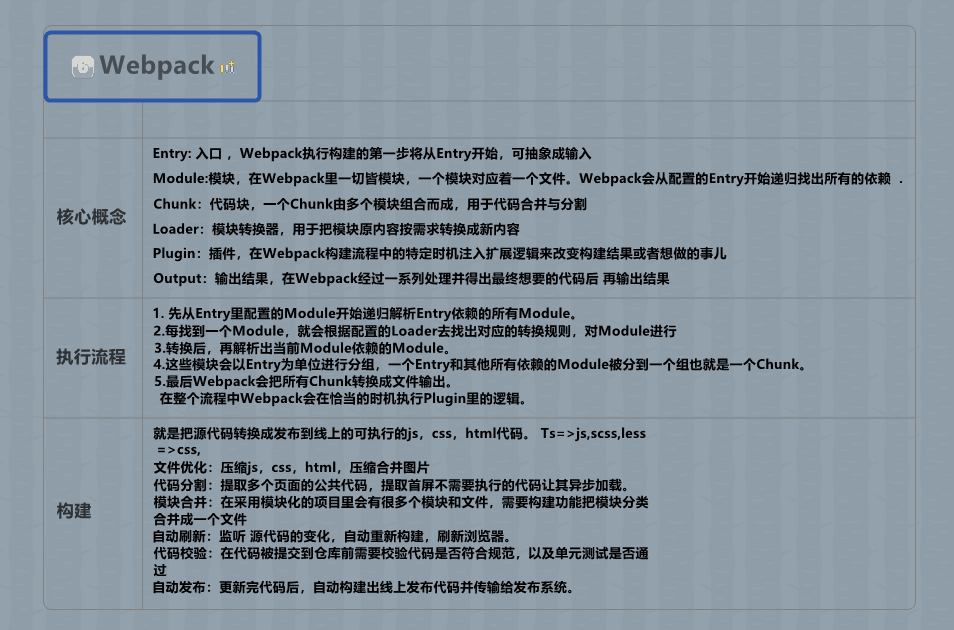 Webpack
核心概念
Entry: 入口 ，Webpack执行构建的第一步将从Entry开始，可抽象成输入
Module:模块，在Webpack里一切皆模块，一个模块对应着一个文件。Webpack会从配置的Entry开始递归找出所有的依赖 .
Chunk：代码块，一个Chunk由多个模块组合而成，用于代码合并与分割
Loader：模块转换器，用于把模块原内容按需求转换成新内容
Plugin：插件，在Webpack构建流程中的特定时机注入扩展逻辑来改变构建结果或者想做的事儿
Output：输出结果，在Webpack经过一系列处理并得出最终想要的代码后 再输出结果
执行流程
1. 先从Entry里配置的Module开始递归解析Entry依赖的所有Module。
2.每找到一个Module，就会根据配置的Loader去找出对应的转换规则，对Module进行
3.转换后，再解析出当前Module依赖的Module。
4.这些模块会以Entry为单位进行分组，一个Entry和其他所有依赖的Module被分到一个组也就是一个Chunk。
5.最后Webpack会把所有Chunk转换成文件输出。
在整个流程中Webpack会在恰当的时机执行Plugin里的逻辑。
构建
就是把源代码转换成发布到线上的可执行的js，css，html代码。 Ts=>js,scss,less
=>css,
文件优化：压缩js，css，html，压缩合并图片
代码分割：提取多个页面的公共代码，提取首屏不需要执行的代码让其异步加载。
模块合并：在采用模块化的项目里会有很多个模块和文件，需要构建功能把模块分类
合并成一个文件
自动刷新：监听 源代码的变化，自动重新构建，刷新浏览器。
代码校验：在代码被提交到仓库前需要校验代码是否符合规范，以及单元测试是否通
过
自动发布：更新完代码后，自动构建出线上发布代码并传输给发布系统。